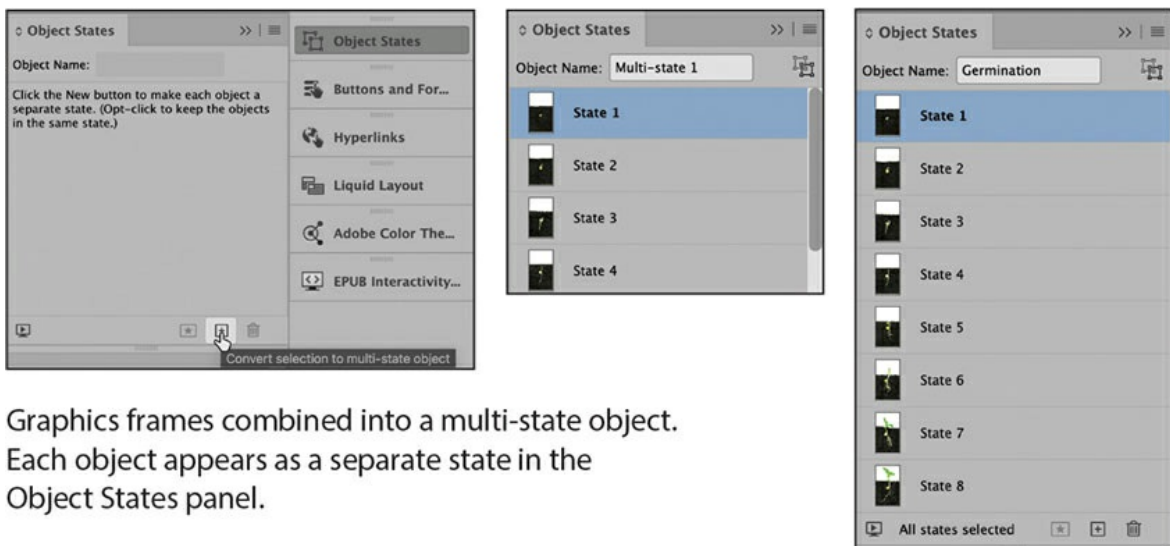 Object States
Object Name:
Click the New button to make each object a
separate state. (Opt-click to keep the objects
in the same state.)
Object States
Buttons and For...
Hyperlinks
Liquid Layout
Adobe Color The...
EPUB Interactivity...
Convert selection to multi-state object
Object States
Object Name: Multi-state 1
State 1
State 2
State 3
State 4
Object States
Object Name: Germination
State 1
State 2
State 3
State 4
State 5
State 6
State 7
State 8
All states selected
Graphics frames combined into a multi-state object.
Each object appears as a separate state in the
Object States panel.